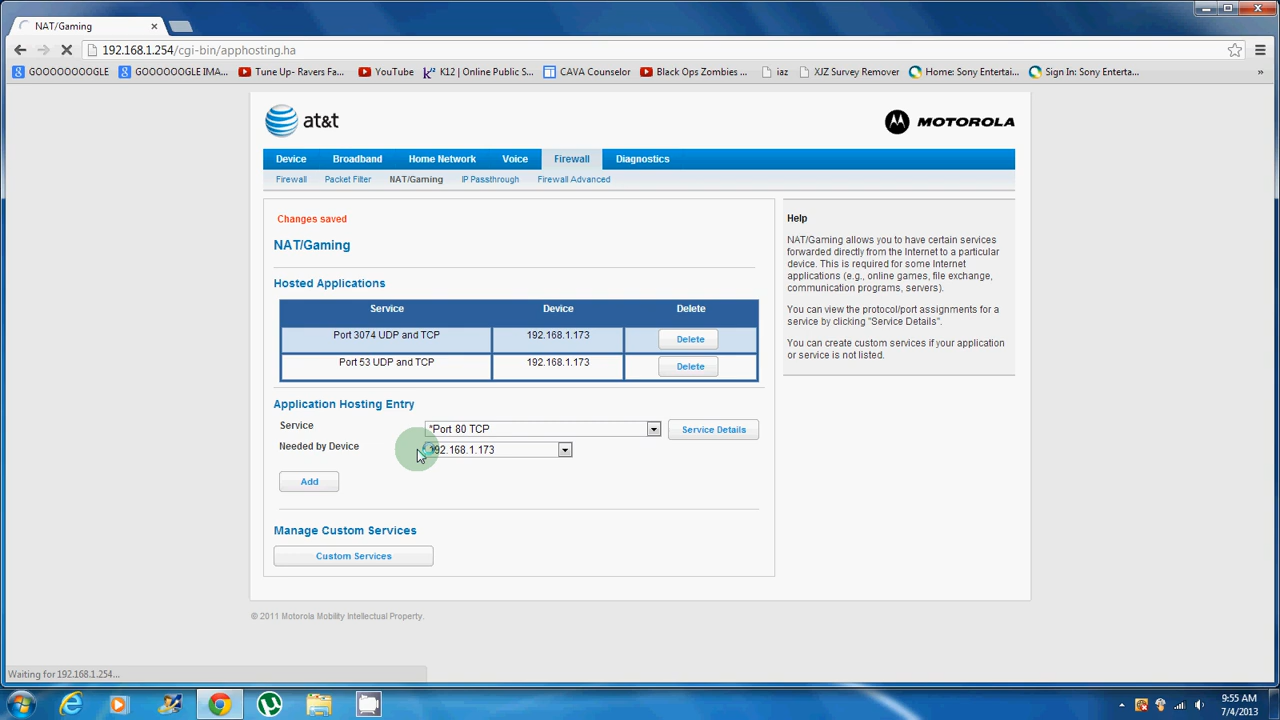 NAT/Gaming
192.168.1.254/cgi-bin/apphosting.ha
GOOOOOOOGLE GOOOOOOGLE IMA... Tune Up- Ravers Fa... YouTube K12 | Online Public S... CAVA Counselor Black Ops Zombies ... iaz XJZ Survey Remover Home: Sony Entertai... Sign In: Sony Enterta... »
at&t
MOTOROLA
Device Broadband Home Network Voice Firewall Diagnostics
Firewall Packet Filter NAT/Gaming IP Passthrough Firewall Advanced
Changes saved
NAT/Gaming
Hosted Applications
Service Device Delete
Port 3074 UDP and TCP 192.168.1.173 Delete
Port 53 UDP and TCP 192.168.1.173 Delete
Application Hosting Entry
Service *Port 80 TCP Service Details
Needed by Device 192.168.1.173
Add
Manage Custom Services
Custom Services
Help
NAT/Gaming allows you to have certain services
forwarded directly from the Internet to a particular
device. This is required for some Internet
applications (e.g., online games, file exchange,
communication programs, servers).
You can view the protocol/port assignments for a
service by clicking "Service Details".
You can create custom services if your application
or service is not listed.
© 2011 Motorola Mobility Intellectual Property.
Waiting for 192.168.1.254...
9:55 AM
7/4/2013